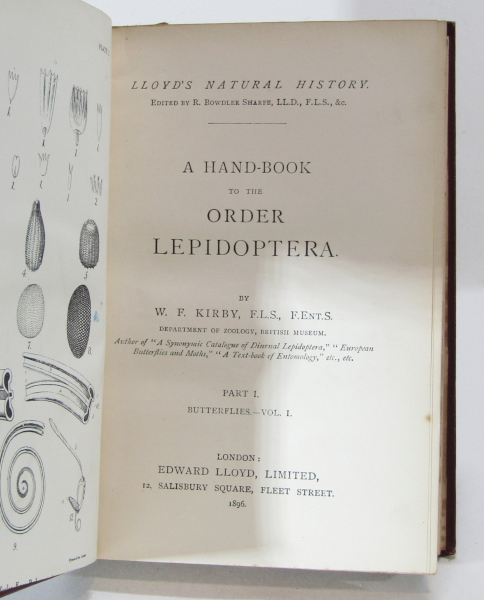 PLATE
LLOYD'S NATURAL HISTORY.
EDITED BY R. BOWDLER SHARPE, LL.D., F.L.S., &c.
A HAND-BOOK
TO THE
ORDER
LEPIDOPTERA.
BY
W. F. KIRBY, F.L.S., F.ENT.S.
DEPARTMENT OF ZOOLOGY, BRITISH MUSEUM.
Author of "A Synonymic Catalogue of Diurnal Lepidoptera," "European
Butterflies and Moths," "A Text-book of Entomology," etc., etc.
PART I.
BUTTERFLIES.—VOL. I.
LONDON:
EDWARD LLOYD, LIMITED,
12, SALISBURY SQUARE, FLEET STREET.
1896.